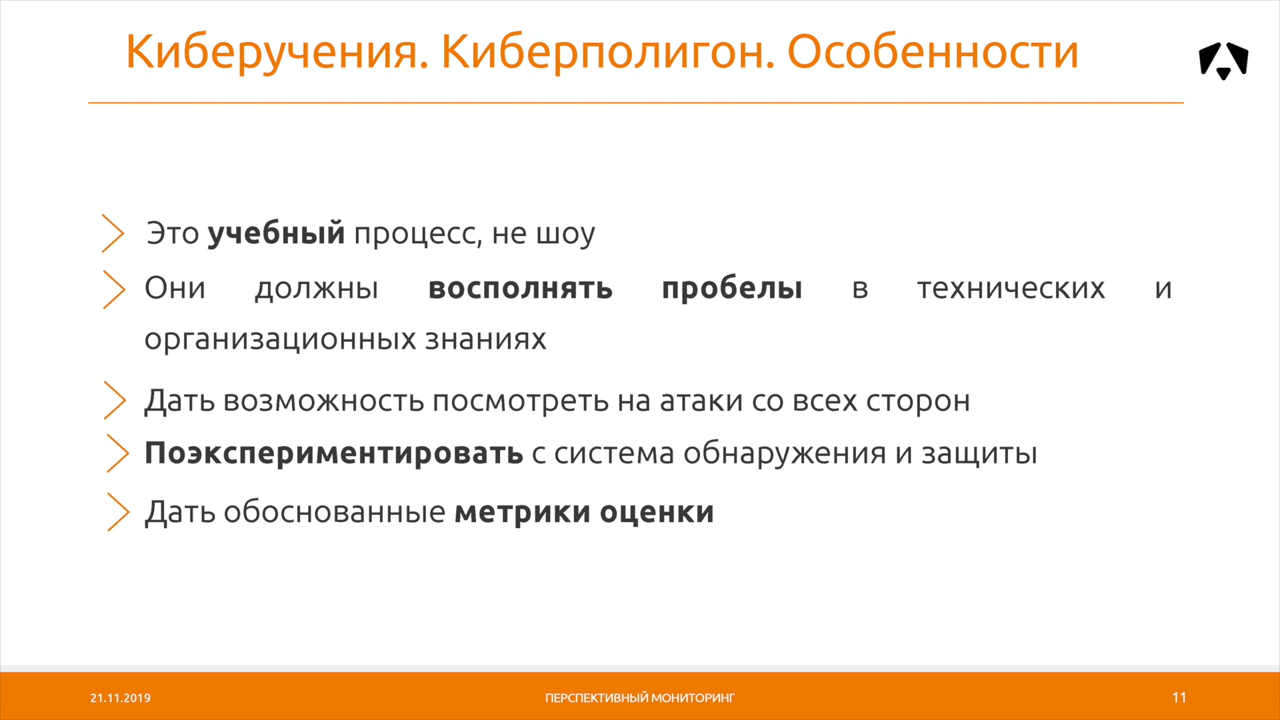 Киберучения. Киберполигон. Особенности
Это учебный процесс, не шоу
Они должны восполнять пробелы в технических и
организационных знаниях
Дать возможность посмотреть на атаки со всех сторон
Поэкспериментировать с система обнаружения и защиты
Дать обоснованные метрики оценки
21.11.2019 ПЕРСПЕКТИВНЫЙ МОНИТОРИНГ 11